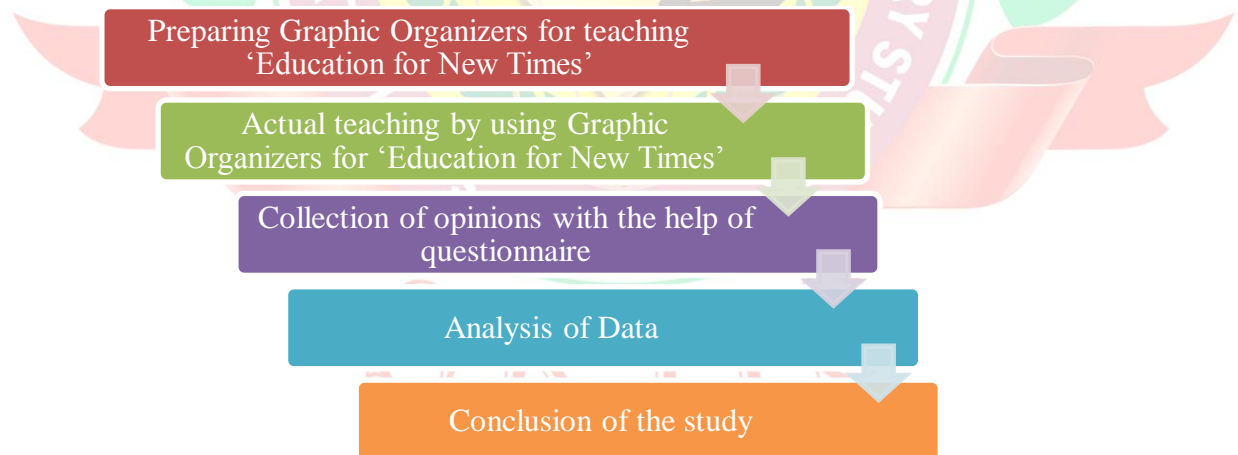 Preparing Graphic Organizers for teaching
‘Education for New Times’
Actual teaching by using Graphic
Organizers for ‘Education for New Times’
Collection of opinions with the help of
questionnaire
Analysis of Data
Conclusion of the study